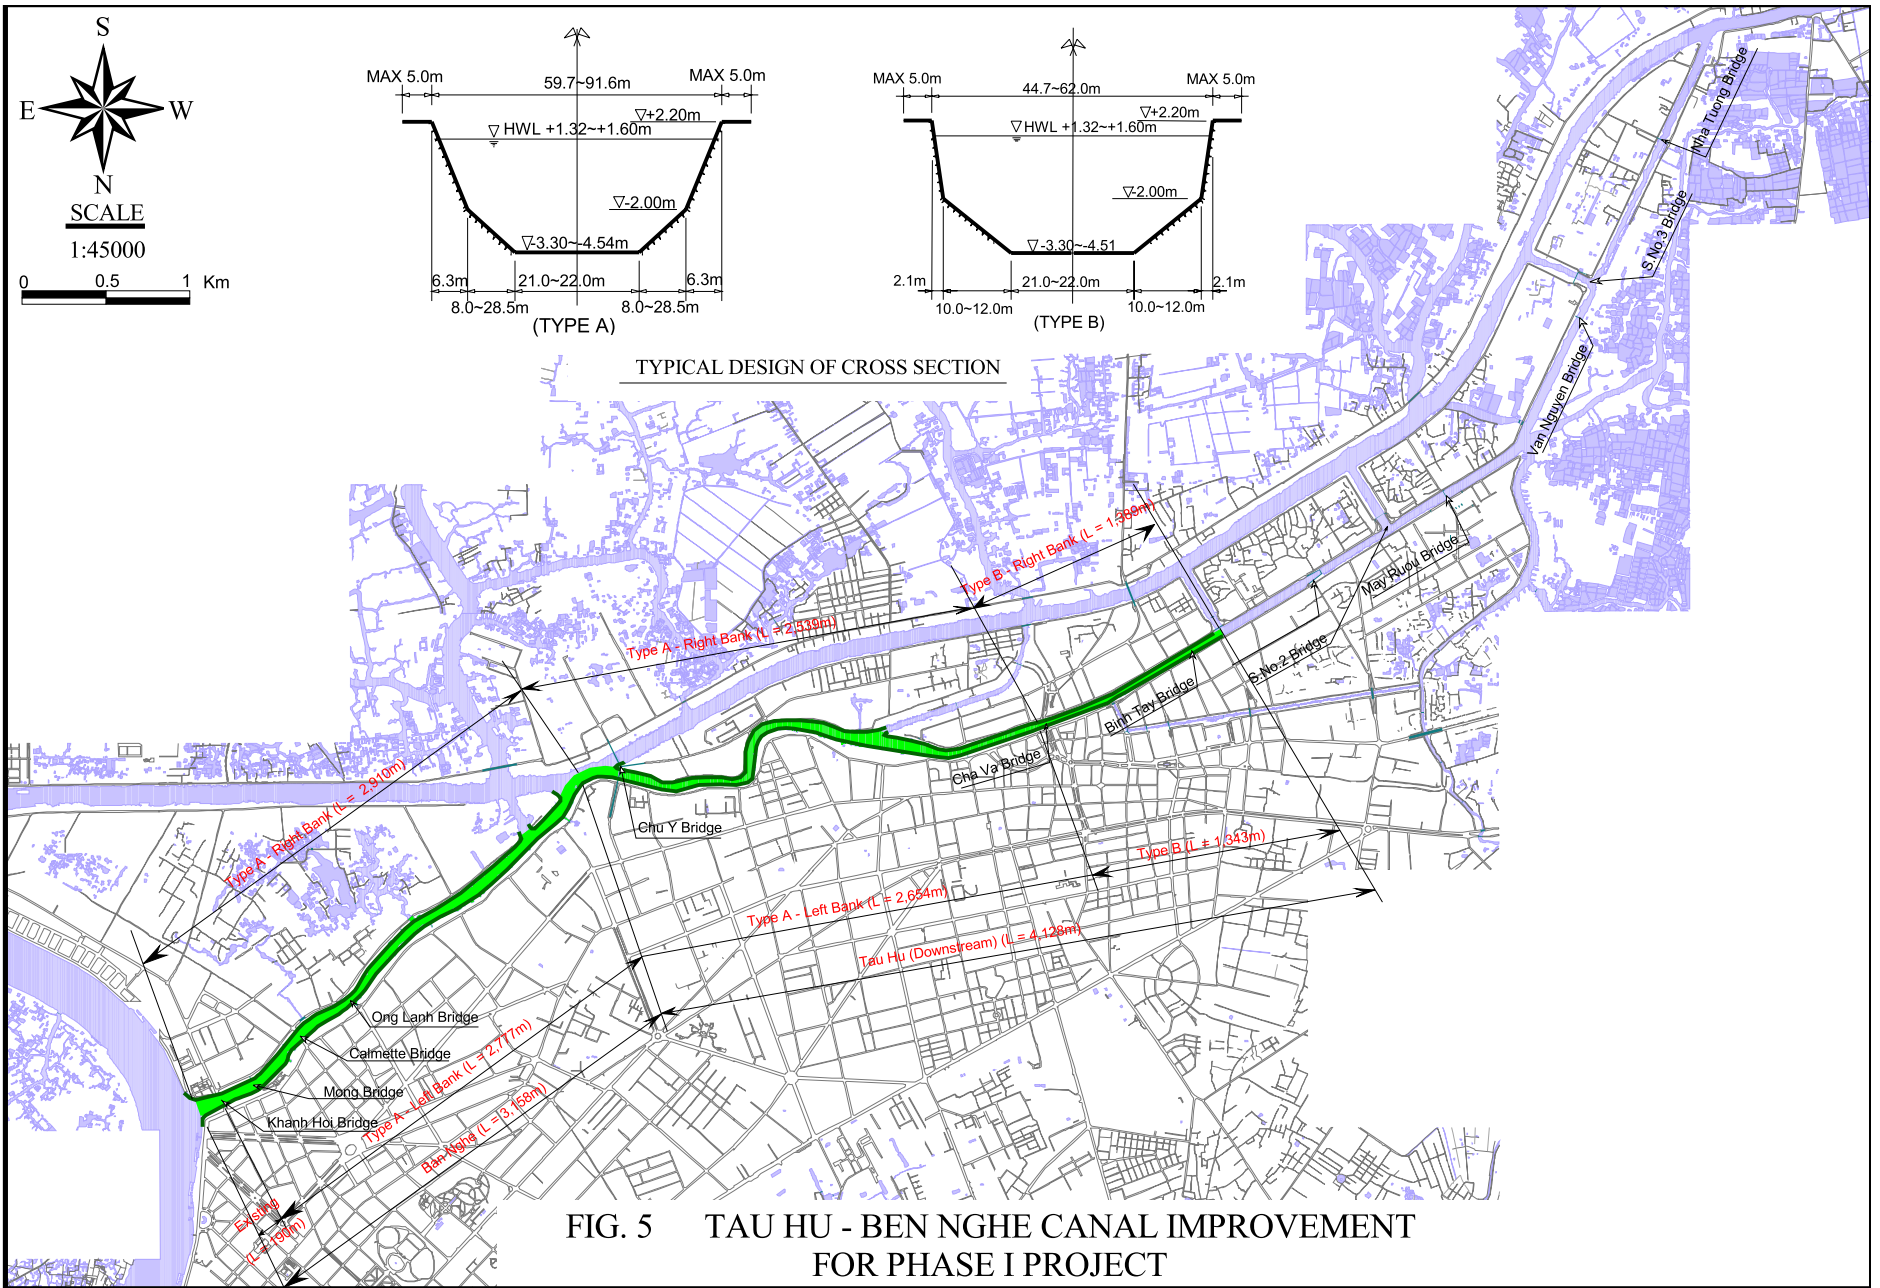 S
E
W
N
SCALE
1:45000
0 0.5 1 Km
MAX 5.0m
59.7~91.6m
MAX 5.0m
▽+2.20m
▽ HWL +1.32~+1.60m
▽-2.00m
▽-3.30~-4.54m
6.3m
21.0~22.0m
6.3m
8.0~28.5m
8.0~28.5m
(TYPE A)
MAX 5.0m
44.7~62.0m
MAX 5.0m
▽+2.20m
▽ HWL +1.32~+1.60m
▽-2.00m
▽ -3.30~-4.51
2.1m
21.0~22.0m
2.1m
10.0~12.0m
10.0~12.0m
(TYPE B)
TYPICAL DESIGN OF CROSS SECTION
Nha Tuong Bridge
S.No.3 Bridge
Van Nguyen Bridge
May Ruou Bridge
S.No.2 Bridge
Binh Tay Bridge
Cha Va Bridge
Chu Y Bridge
Ong Lanh Bridge
Calmette Bridge
Mong Bridge
Khanh Hoi Bridge
Type B - Right Bank (L = 1,389m)
Type A - Right Bank (L = 2,539m)
Type A - Right Bank (L = 2,910m)
Type B (L = 1,343m)
Type A - Left Bank (L = 2,654m)
Tau Hu (Downstream) (L = 4,128m)
Type A - Left Bank (L = 2,777m)
Ban Nghe (L = 3,158m)
Existing
(L = 190m)
FIG. 5 TAU HU - BEN NGHE CANAL IMPROVEMENT
FOR PHASE I PROJECT